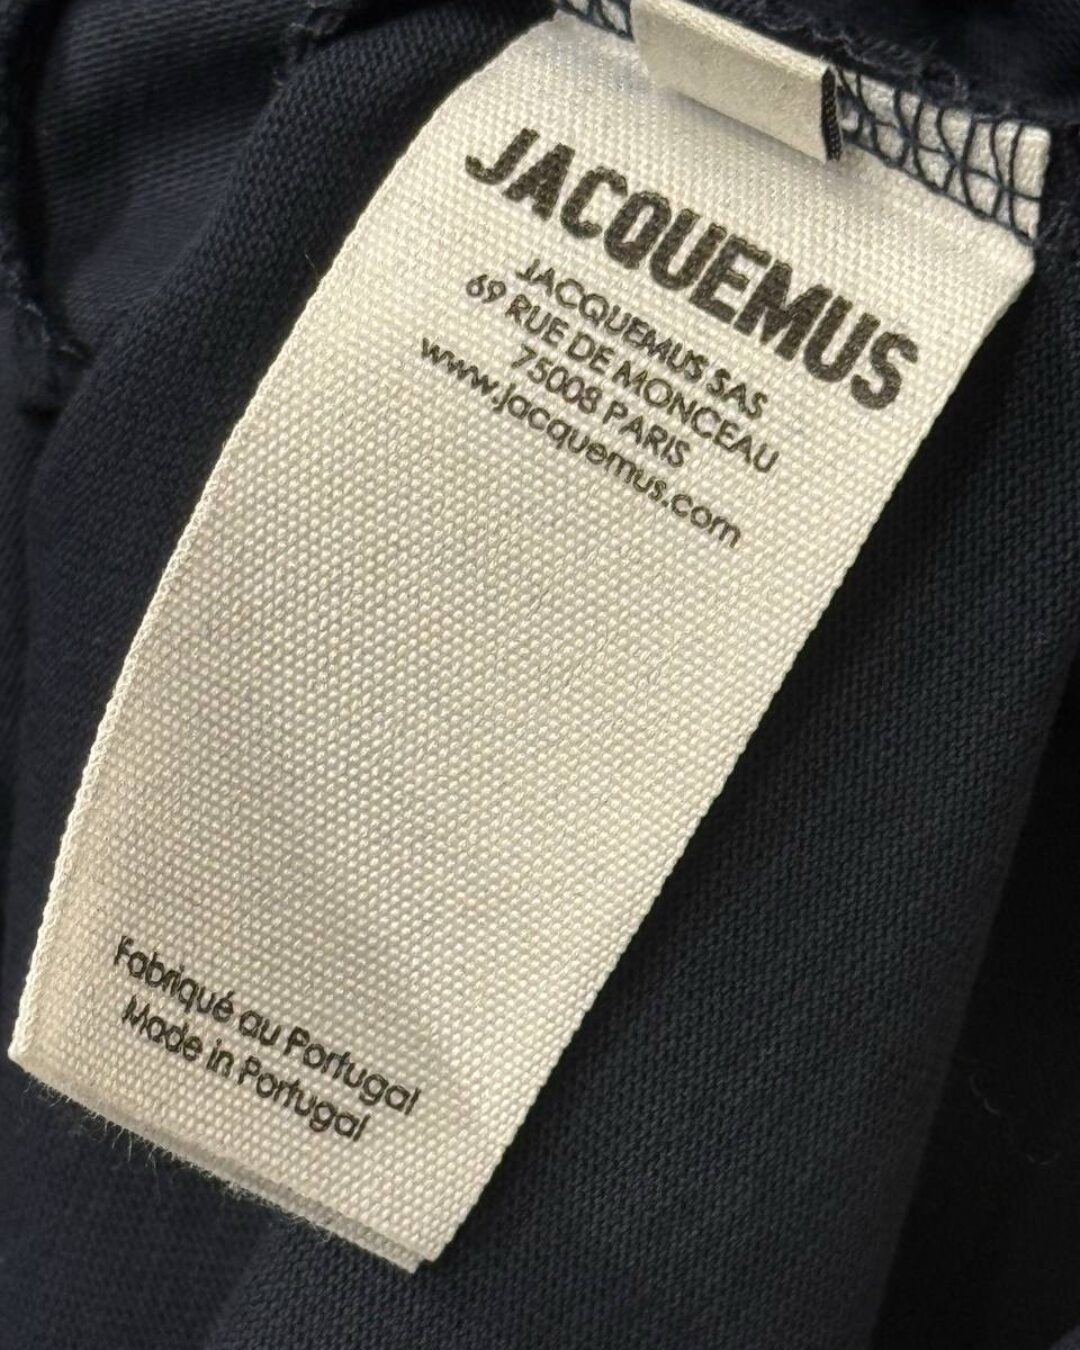 JACQUEMUS
JACQUEMUS SAS
69 RUE DE MONCEAU
75008 PARIS
www.jacquemus.com
Fabriqué au Portugal
Made in Portugal